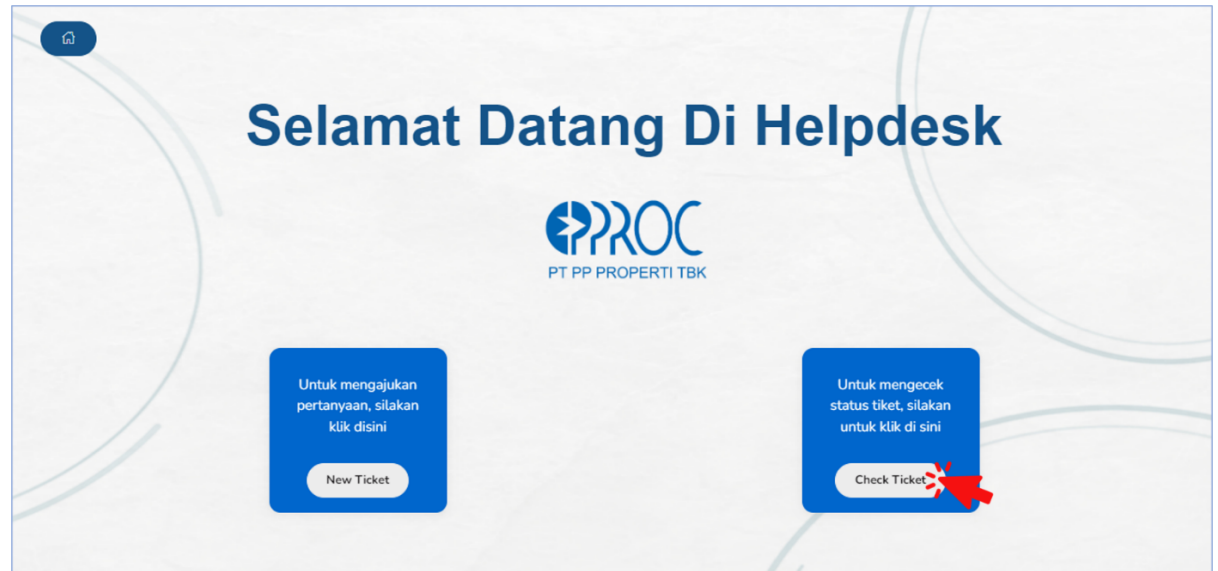 Selamat Datang Di Helpdesk
PPROC
PT PP PROPERTI TBK
Untuk mengajukan
pertanyaan, silakan
klik disini
New Ticket
Untuk mengecek
status tiket, silakan
untuk klik di sini
Check Ticket